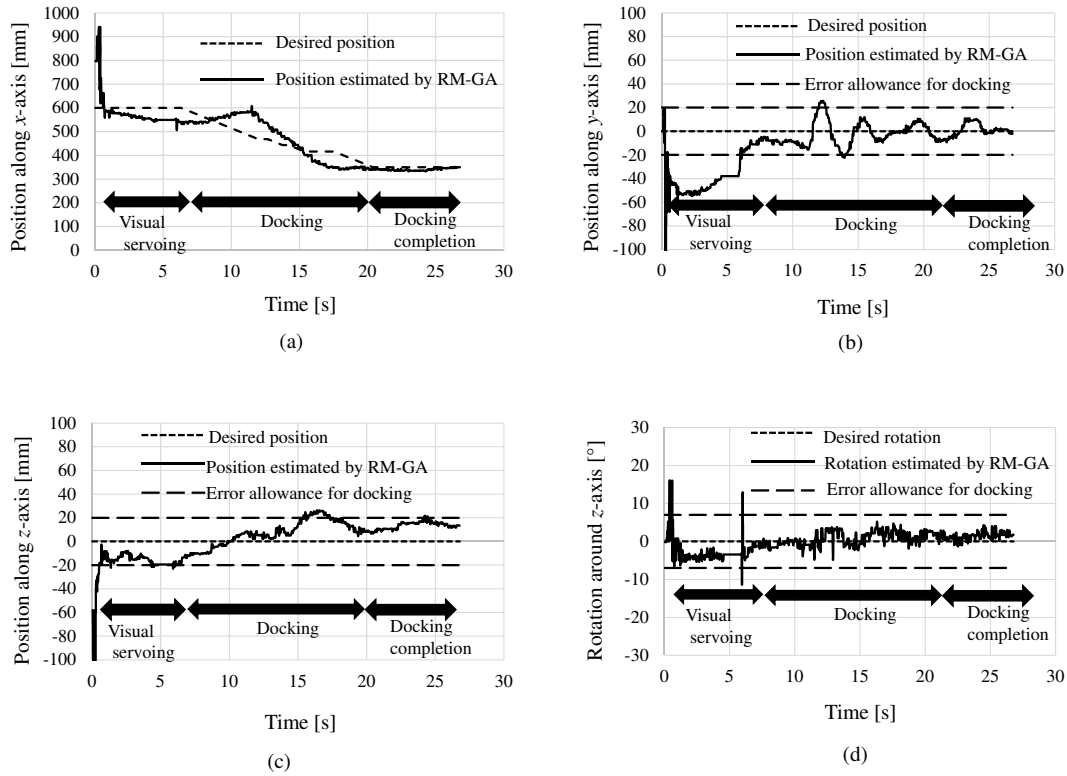 1000
900
800
700
600
500
400
300
200
100
0
Position along x-axis [mm]
Desired position
Position estimated by RM-GA
Visual
servoing
Docking
Docking
completion
0 5 10 15 20 25 30
Time [s]
(a)
100
80
60
40
20
0
-20
-40
-60
-80
-100
Position along y-axis [mm]
Desired position
Position estimated by RM-GA
Error allowance for docking
Visual
servoing
Docking
Docking
completion
0 5 10 15 20 25 30
Time [s]
(b)
100
80
60
40
20
0
-20
-40
-60
-80
-100
Position along z-axis [mm]
Desired position
Position estimated by RM-GA
Error allowance for docking
Visual
servoing
Docking
Docking
completion
0 5 10 15 20 25 30
Time [s]
(c)
30
20
10
0
-10
-20
-30
Rotation around z-axis [°]
Desired rotation
Rotation estimated by RM-GA
Error allowance for docking
Visual
servoing
Docking
Docking
completion
0 5 10 15 20 25 30
Time [s]
(d)